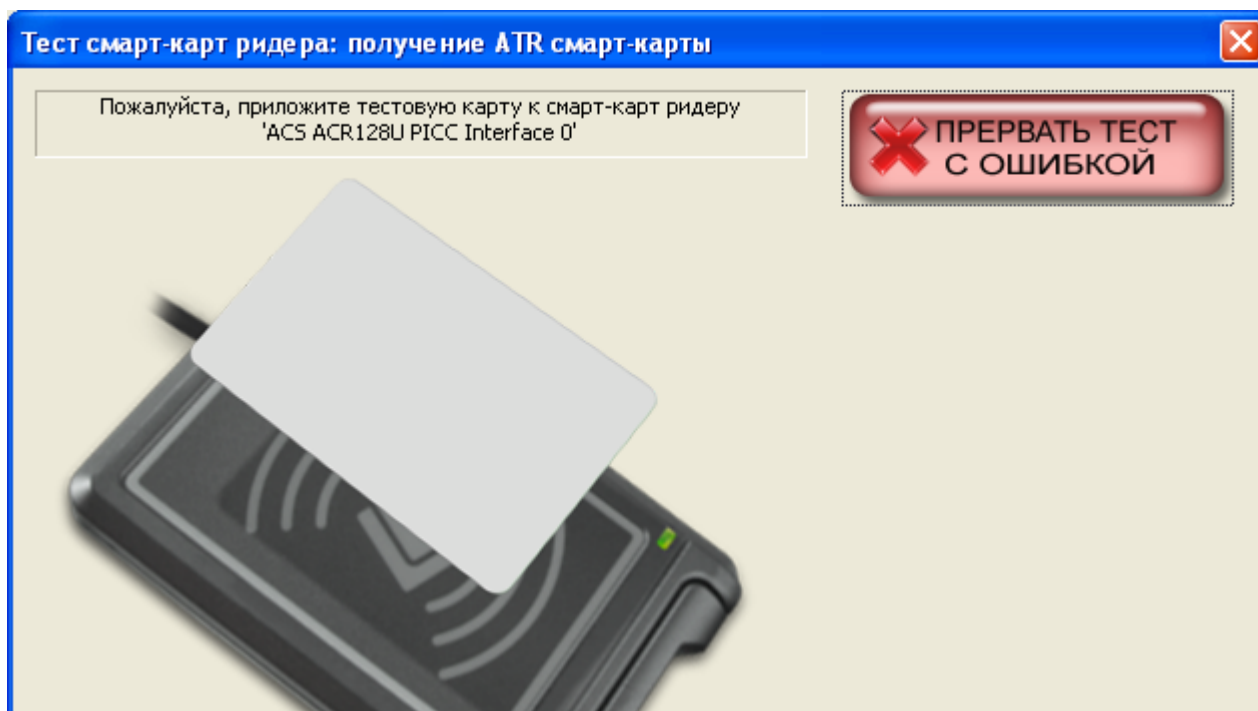 Тест смарт-карт ридера: получение ATR смарт-карты
Пожалуйста, приложите тестовую карту к смарт-карт ридеру
'ACS ACR128U PICC Interface 0'
ПРЕРВАТЬ ТЕСТ
С ОШИБКОЙ